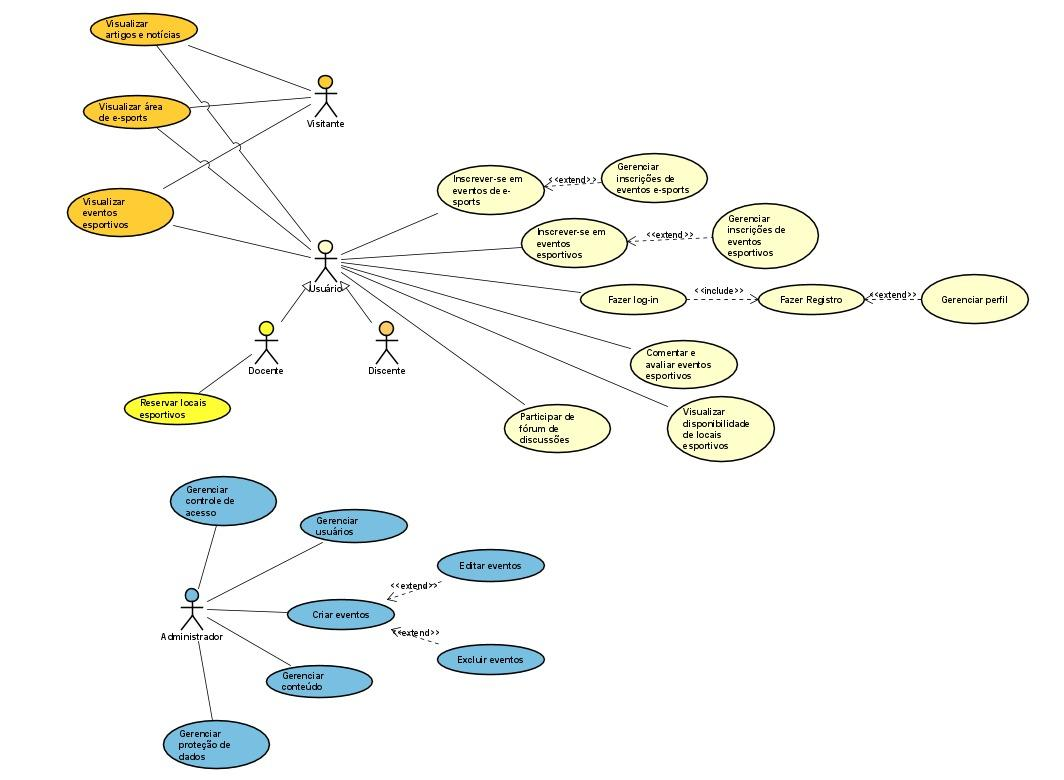 Visualizar
artigos e notícias
Visualizar área
de e-sports
Visitante
Visualizar
eventos
esportivos
Inscrever-se em
eventos de e-
sports
<<extend>>
Gerenciar
inscrições de
eventos e-sports
Inscrever-se em
eventos
esportivos
<<extend>>
Gerenciar
inscrições de
eventos
esportivos
Usuário
Fazer log-in
<<include>>
Fazer Registro
<<extend>>
Gerenciar perfil
Docente
Discente
Comentar e
avaliar eventos
esportivos
Reservar locais
esportivos
Participar de
fórum de
discussões
Visualizar
disponibilidade
de locais
esportivos
Gerenciar
controle de
acesso
Gerenciar
usuários
Editar eventos
<<extend>>
Criar eventos
Administrador
<<extend>>
Excluir eventos
Gerenciar
conteúdo
Gerenciar
proteção de
dados